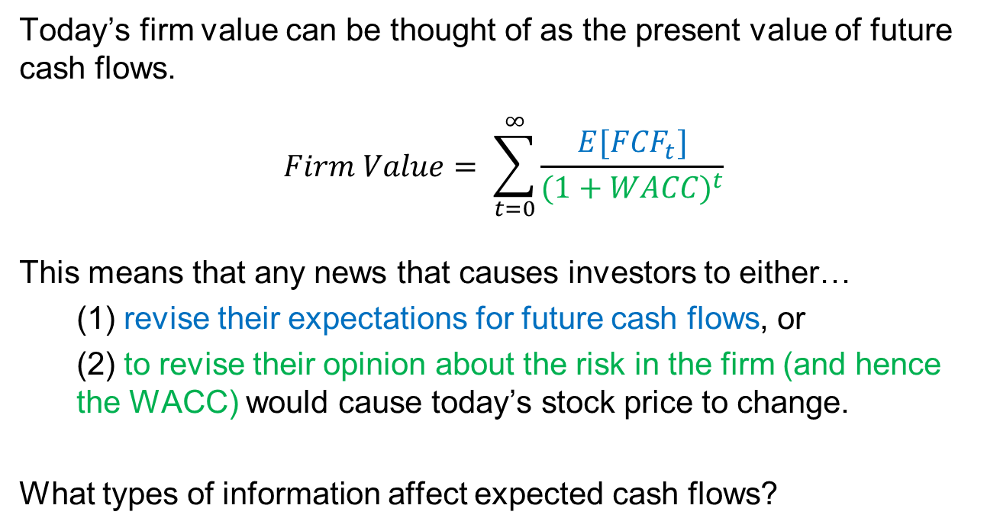 Today’s firm value can be thought of as the present value of future
cash flows.
Firm Value = ∑_{t=0}^{∞} E[FCF_t] / (1 + WACC)^t
This means that any news that causes investors to either…
(1) revise their expectations for future cash flows, or
(2) to revise their opinion about the risk in the firm (and hence
the WACC) would cause today’s stock price to change.
What types of information affect expected cash flows?